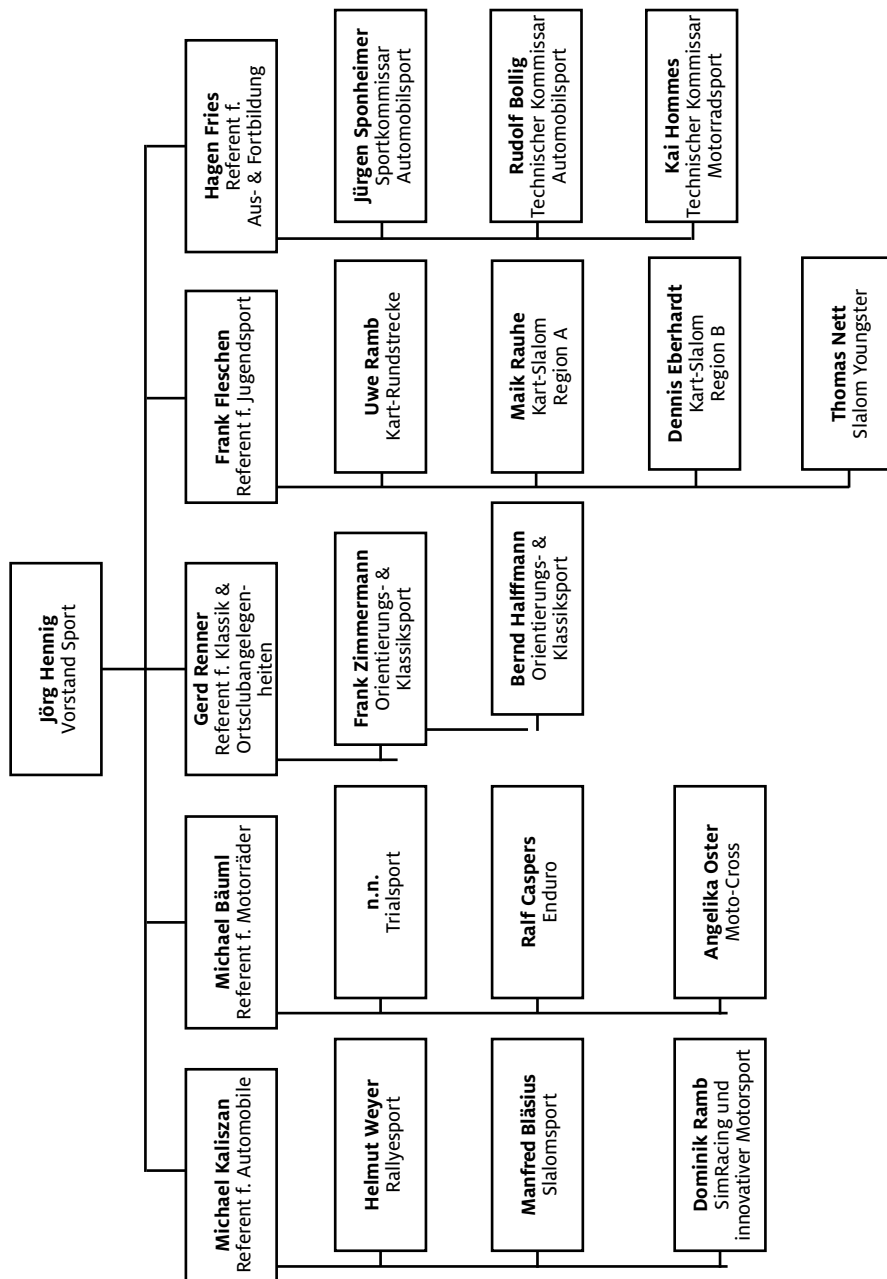 Jörg Hennig
Vorstand Sport
Michael Kaliszan
Referent f. Automobile
Helmut Weyer
Rallyesport
Manfred Bläsius
Slalomsport
Dominik Ramb
SimRacing und
innovativer Motorsport
Michael Bäuml
Referent f. Motorräder
n.n.
Trialsport
Ralf Caspers
Enduro
Angelika Oster
Moto-Cross
Gerd Renner
Referent f. Klassik &
Ortsclubangelegen-
heiten
Frank Zimmermann
Orientierungs- &
Klassiksport
Bernd Halffmann
Orientierungs- &
Klassiksport
Frank Fleschen
Referent f. Jugendsport
Uwe Ramb
Kart-Rundstrecke
Maik Rauhe
Kart-Slalom
Region A
Dennis Eberhardt
Kart-Slalom
Region B
Thomas Nett
Slalom Youngster
Hagen Fries
Referent f.
Aus- & Fortbildung
Jürgen Sponheimer
Sportkommissar
Automobilsport
Rudolf Bollig
Technischer Kommissar
Automobilsport
Kai Hommes
Technischer Kommissar
Motorradsport